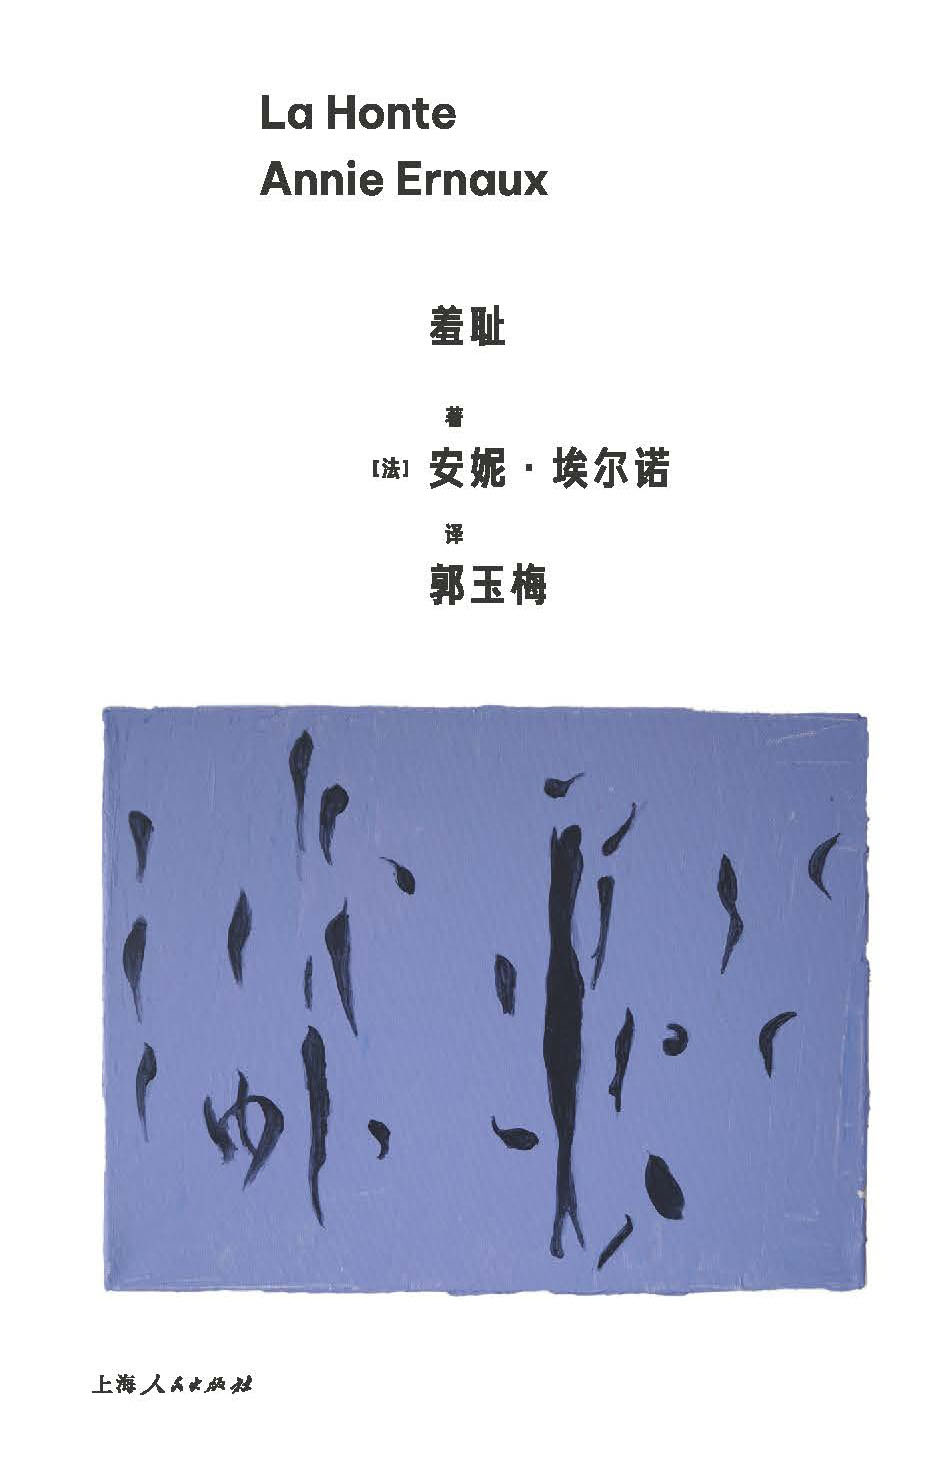 La Honte
Annie Ernaux
羞耻
著
[法] 安妮·埃尔诺
译
郭玉梅
上海人民出版社